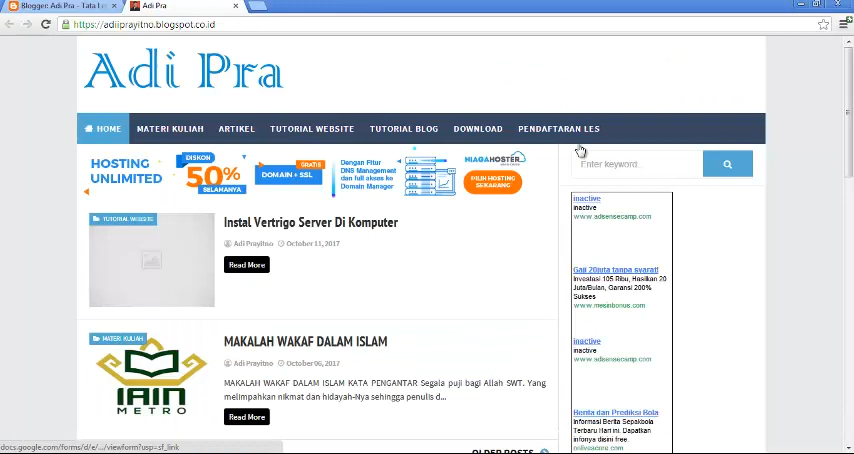 Blogger: Adi Pra - Tata Le
Adi Pra
https://adiiprayitno.blogspot.co.id
Adi Pra
HOME
MATERI KULIAH
ARTIKEL
TUTORIAL WEBSITE
TUTORIAL BLOG
DOWNLOAD
PENDAFTARAN LES
HOSTING
UNLIMITED
DISKON
50%
SELAMANYA
GRATIS
DOMAIN + SSL
Dengan Fitur
DNS Management
dan full akses ke
Domain Manager
NIAGAHOSTER
PILIH HOSTING
SEKARANG
Enter keyword...
TUTORIAL WEBSITE
Instal Vertrigo Server Di Komputer
Adi Prayitno
October 11, 2017
Read More
MATERI KULIAH
IAIN
METRO
MAKALAH WAKAF DALAM ISLAM
Adi Prayitno
October 06, 2017
MAKALAH WAKAF DALAM ISLAM KATA PENGANTAR Segala puji bagi Allah SWT. Yang
melimpahkan nikmat dan hidayah-Nya sehingga penulis d...
Read More
OLDER POSTS
inactive
inactive
www.adsensecamp.com
Gaji 20juta tanpa syarat!
Investasi 105 Ribu, Hasilkan 20
Juta/Bulan, Garansi 200%
Sukses
www.mesinbonus.com
inactive
inactive
www.adsensecamp.com
Berita dan Prediksi Bola
Informasi Berita Sepakbola
Terbaru Hari ini. Dapatkan
infonya disini free.
onlivescore.com
docs.google.com/forms/d/e/.../viewform?usp=sf_link